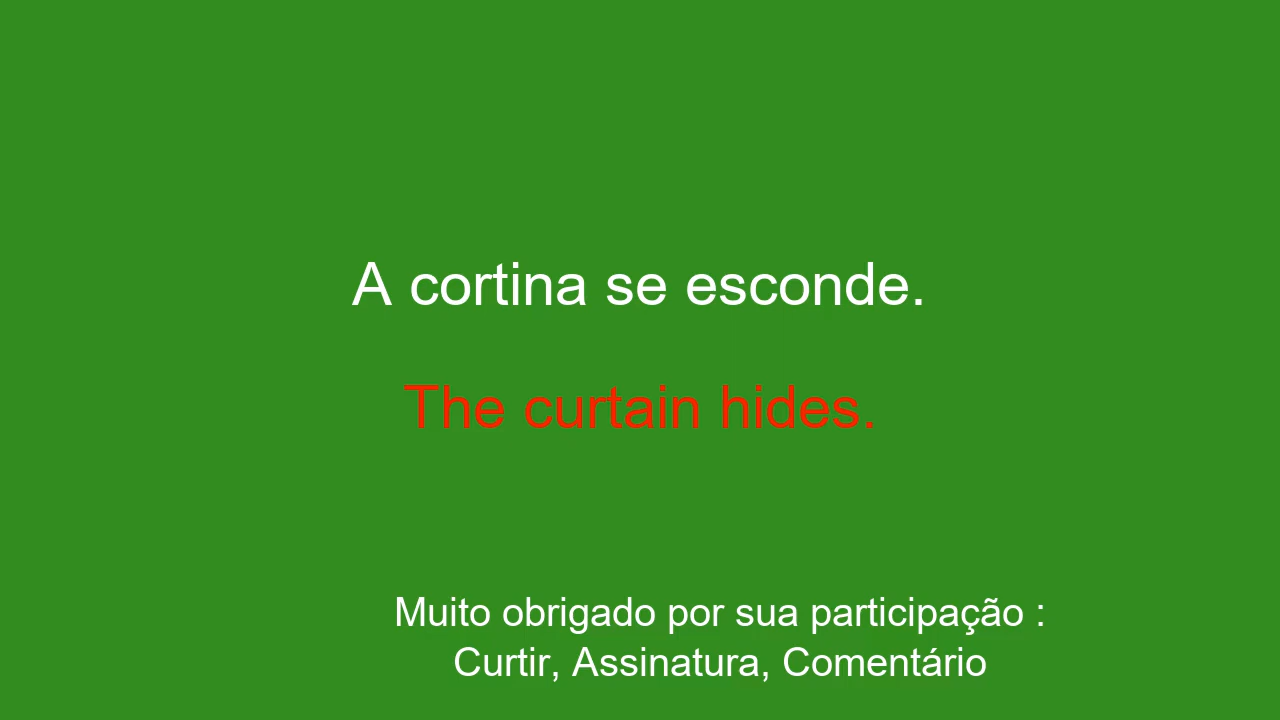 A cortina se esconde.
The curtain hides.
Muito obrigado por sua participação :
Curtir, Assinatura, Comentário